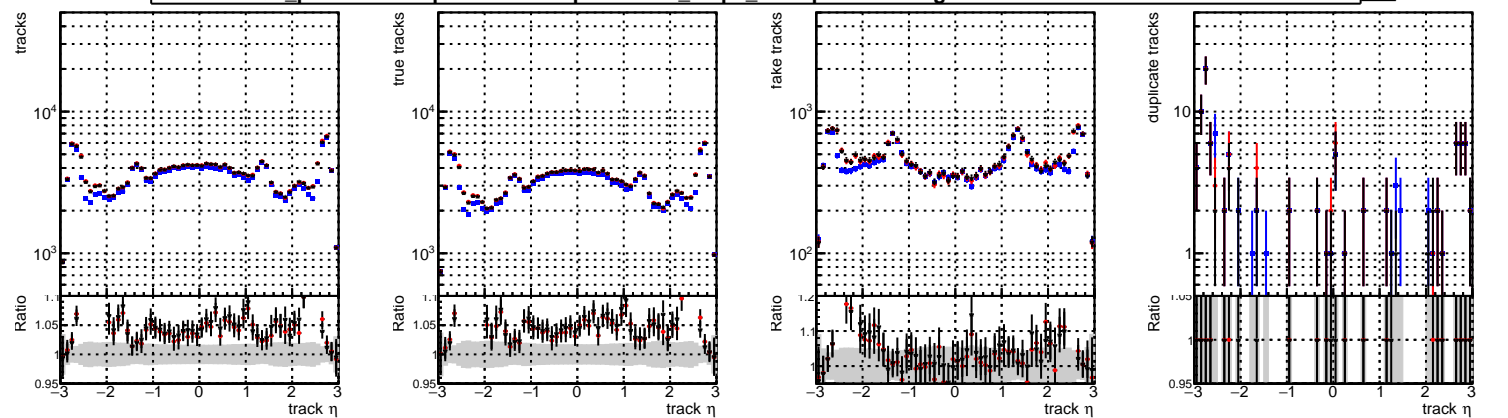 tracks
10⁴
10³
Ratio
1.1
1.05
1
0.95
−3 −2 −1 0 1 2 3
track η
true tracks
10⁴
10³
Ratio
1.1
1.05
1
0.95
−3 −2 −1 0 1 2 3
track η
fake tracks
10³
10²
Ratio
1.2
1.1
1
−3 −2 −1 0 1 2 3
track η
duplicate tracks
10
1
Ratio
1.05
1
0.95
−3 −2 −1 0 1 2 3
track η